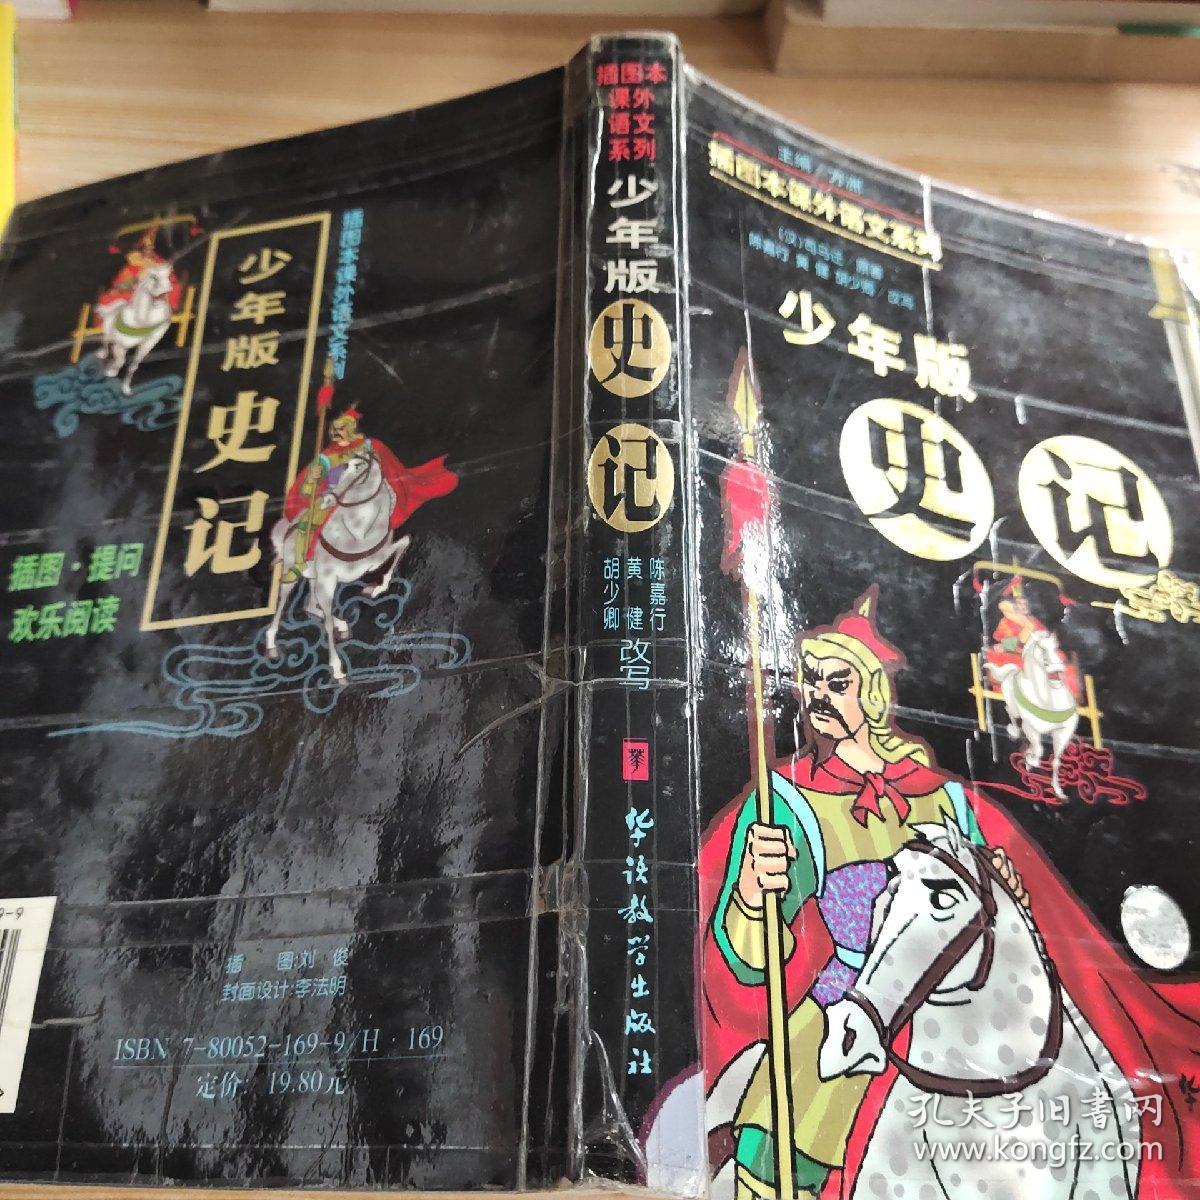 插图本课外语文系列
少年版
史
记
插图·提问
欢乐阅读
插 图:刘 俊
封面设计:李法明
ISBN 7-80052-169-9/H·169
定价: 19.80元
9-9
插图本
课外
语文
系列
少年版
史
记
陈嘉行
黄 健
胡少卿
改写
华语教学出版社
主编/方洲
插图本课外语文系列
(汉)司马迁/原著
陈嘉行 黄健 胡少卿/改写
少年版
史记
孔夫子旧书网
www.kongfz.com